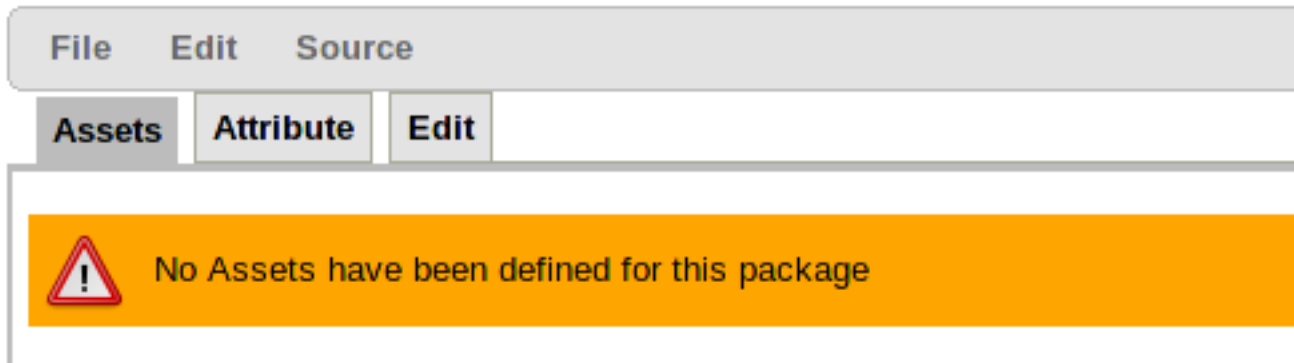 File Edit Source
Assets Attribute Edit
! No Assets have been defined for this package